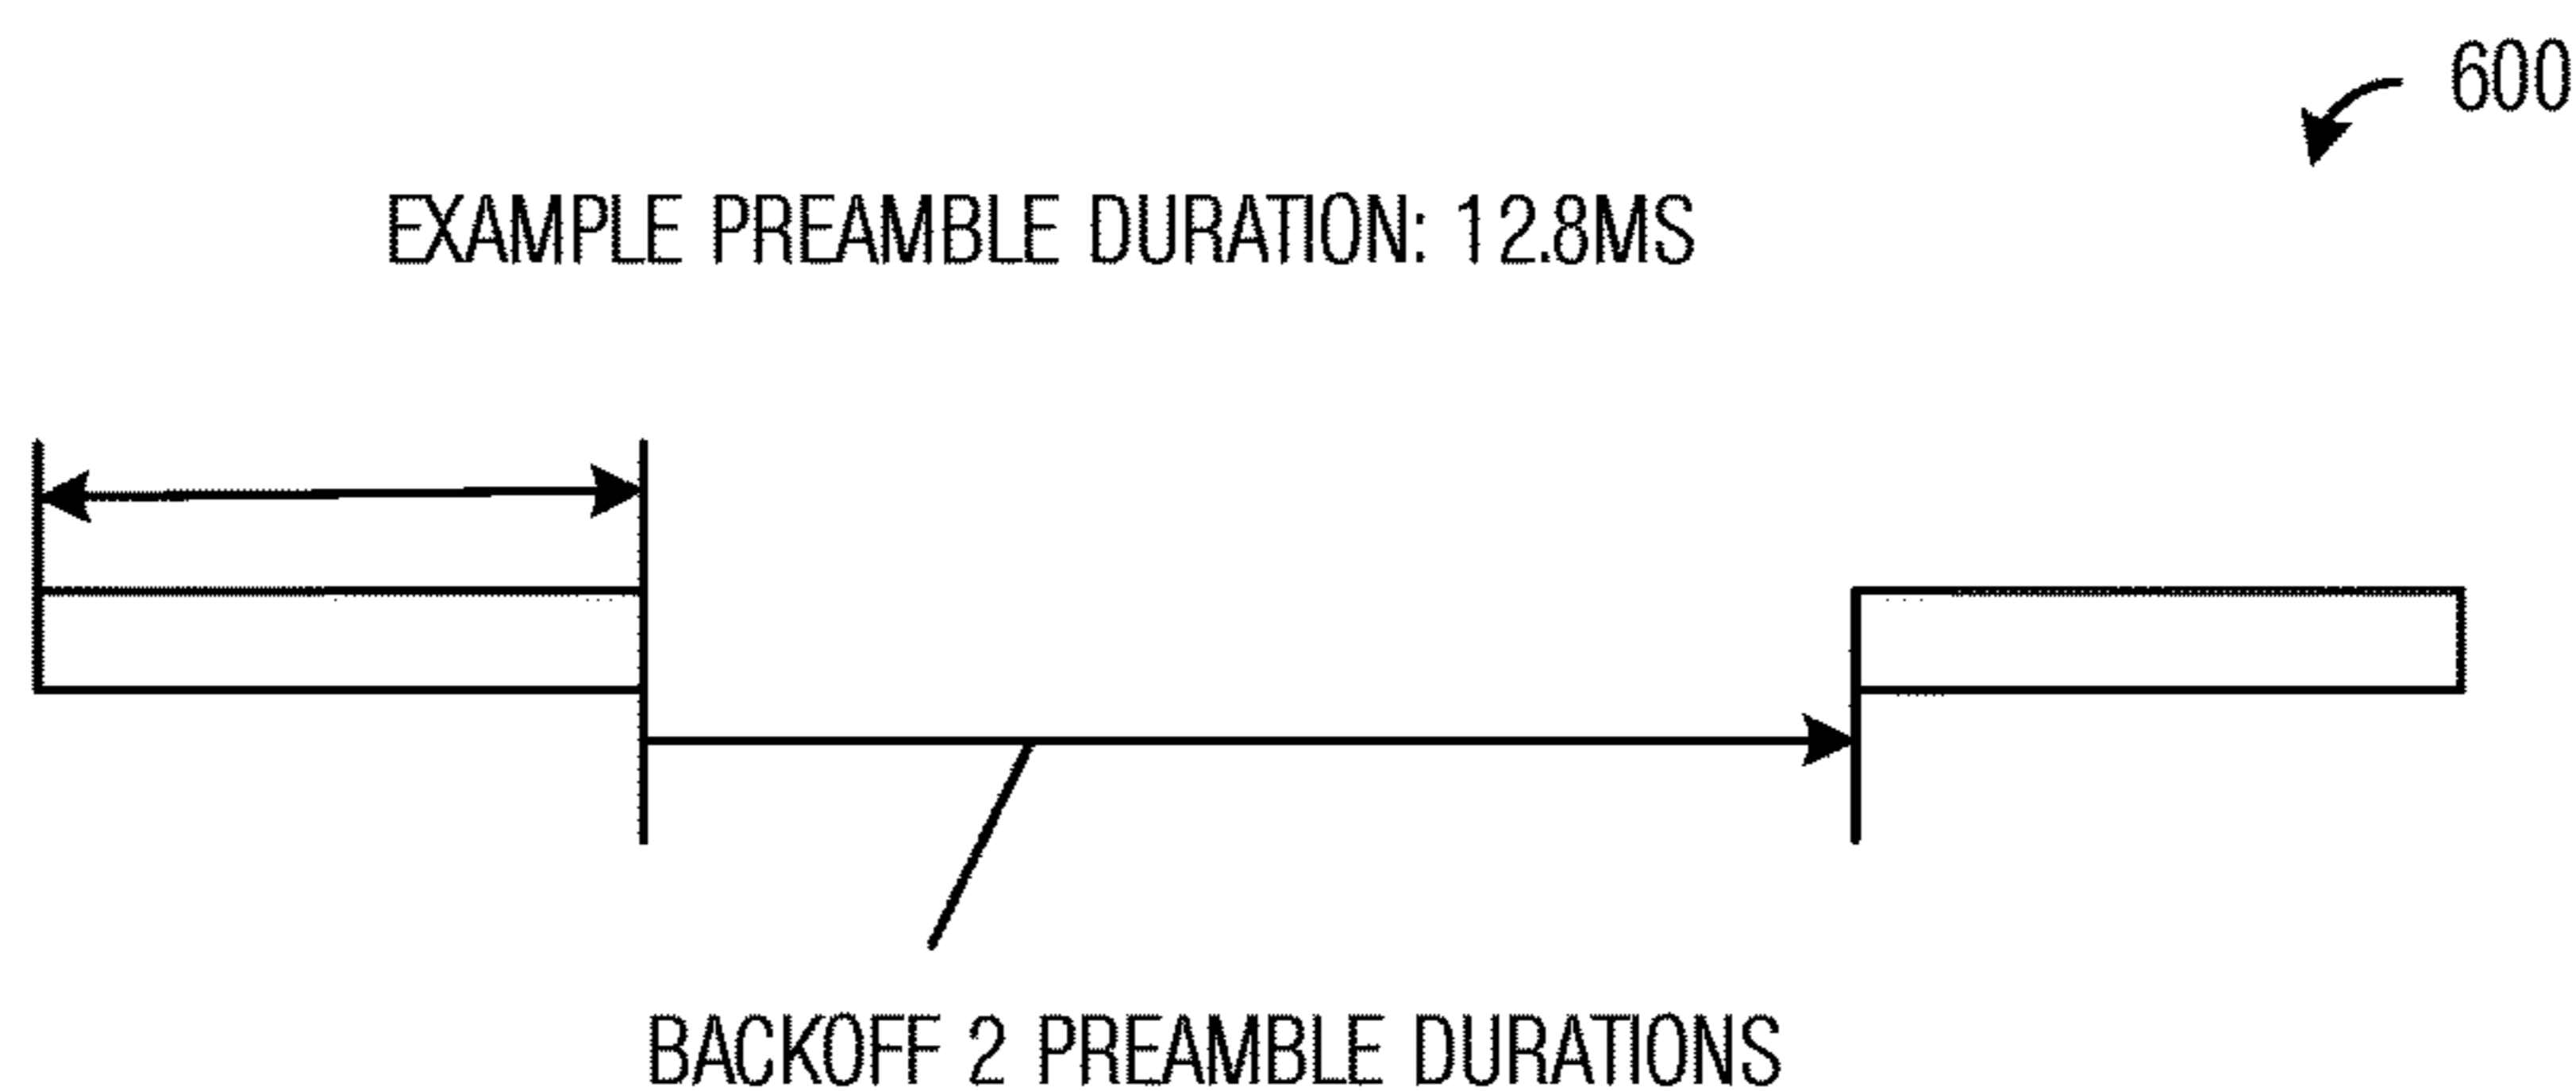 600
EXAMPLE PREAMBLE DURATION: 12.8MS
BACKOFF 2 PREAMBLE DURATIONS